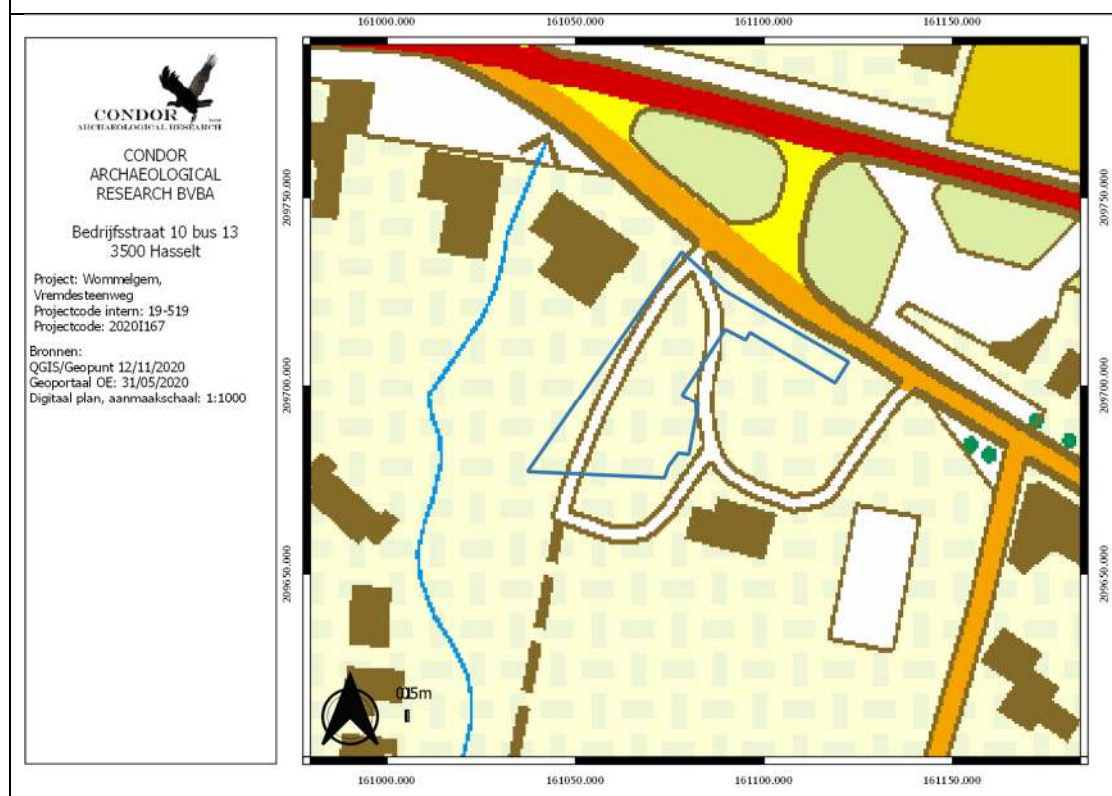 161000.000 161050.000 161100.000 161150.000
CONDOR
ARCHAEOLOGICAL RESEARCH
CONDOR
ARCHAEOLOGICAL
RESEARCH BVBA
Bedrijfsstraat 10 bus 13
3500 Hasselt
Project: Wommelgem,
Vremdesteenweg
Projectcode intern: 19-519
Projectcode: 2020I167
Bronnen:
QGIS/Geopunt 12/11/2020
Geoportaal OE: 31/05/2020
Digitaal plan, aanmaakschaal: 1:1000
209750.000
209700.000
209650.000
209750.000
209700.000
209650.000
161000.000 161050.000 161100.000 161150.000